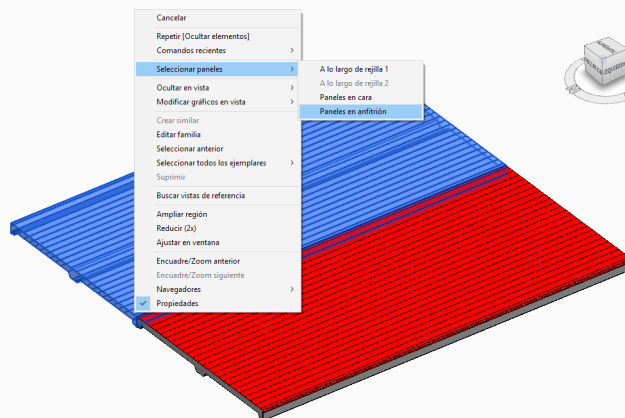 Cancelar
Repetir [Ocultar elementos]
Comandos recientes
Seleccionar paneles
Ocultar en vista
Modificar gráficos en vista
Crear similar
Editar familia
Seleccionar anterior
Seleccionar todos los ejemplares
Suprimir
Buscar vistas de referencia
Ampliar región
Reducir (2x)
Ajustar en ventana
Encuadre/Zoom anterior
Encuadre/Zoom siguiente
Navegadores
Propiedades
A lo largo de rejilla 1
A lo largo de rejilla 2
Paneles en cara
Paneles en anfitrión